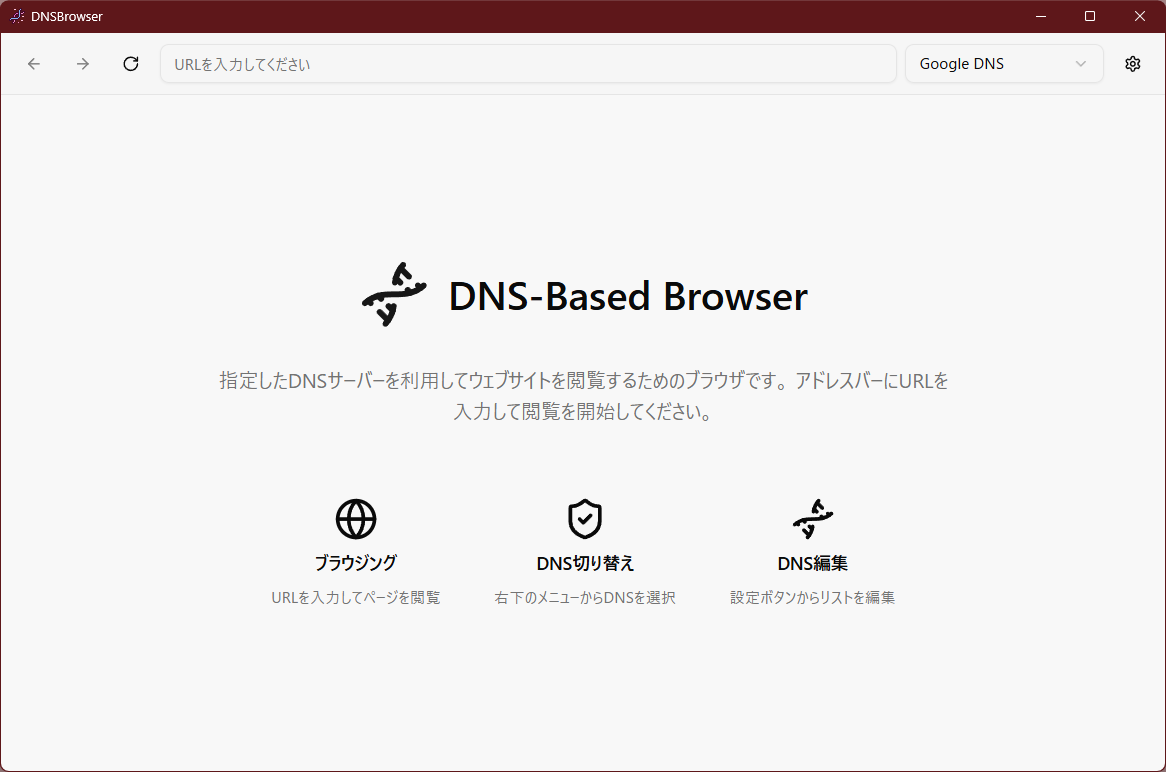 DNSBrowser
URLを入力してください
Google DNS
DNS-Based Browser
指定したDNSサーバーを利用してウェブサイトを閲覧するためのブラウザです。アドレスバーにURLを
入力して閲覧を開始してください。
ブラウジング
DNS切り替え
DNS編集
URLを入力してページを閲覧
右下のメニューからDNSを選択
設定ボタンからリストを編集